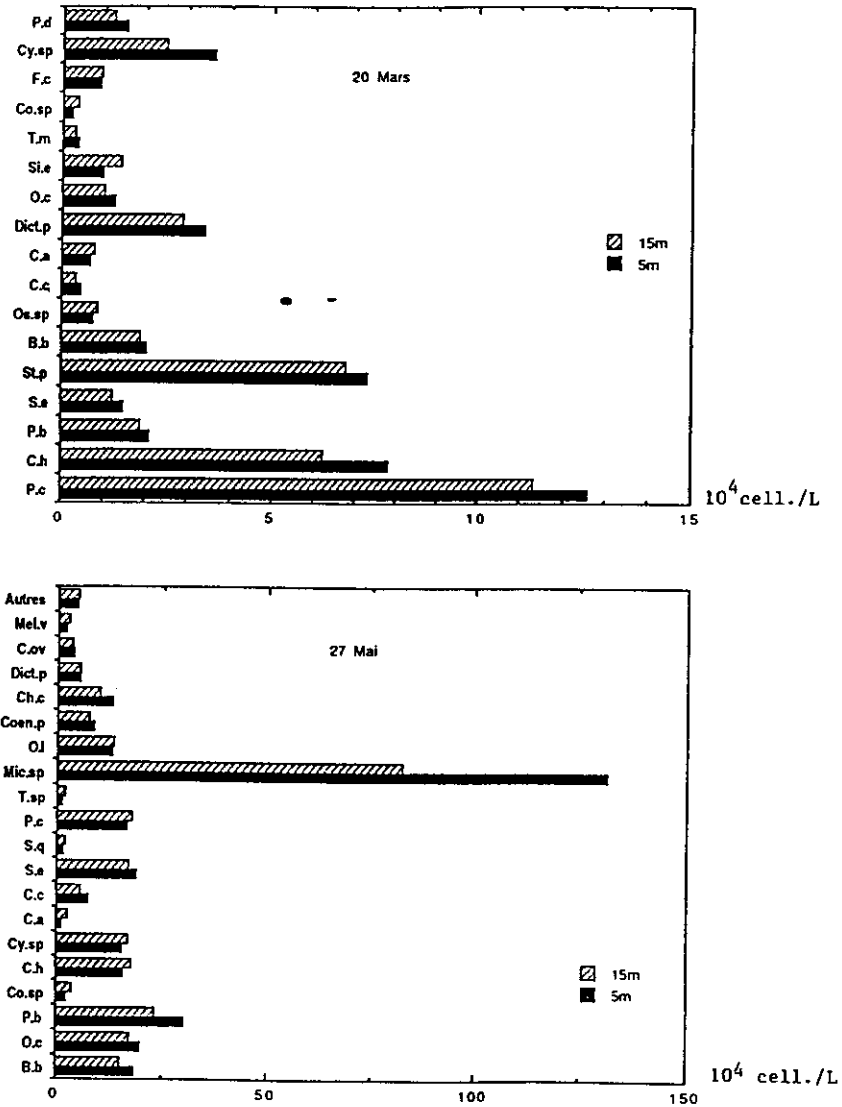 P.d
Cy.sp
F.c
20 Mars
Co.sp
T.m
Si.e
O.c
Dict.p
15m
C.a
5m
C.q
Os.sp
B.b
St.p
S.e
P.b
C.h
P.c
0 5 10 15
10⁴ cell./L
Autres
Mel.v
C.ov
27 Mai
Dict.p
Ch.c
Coen.p
O.l
Mic.sp
T.sp
P.c
S.q
S.e
C.c
C.a
Cy.sp
C.h
15m
Co.sp
5m
P.b
O.c
B.b
0 50 100 150
10⁴ cell./L